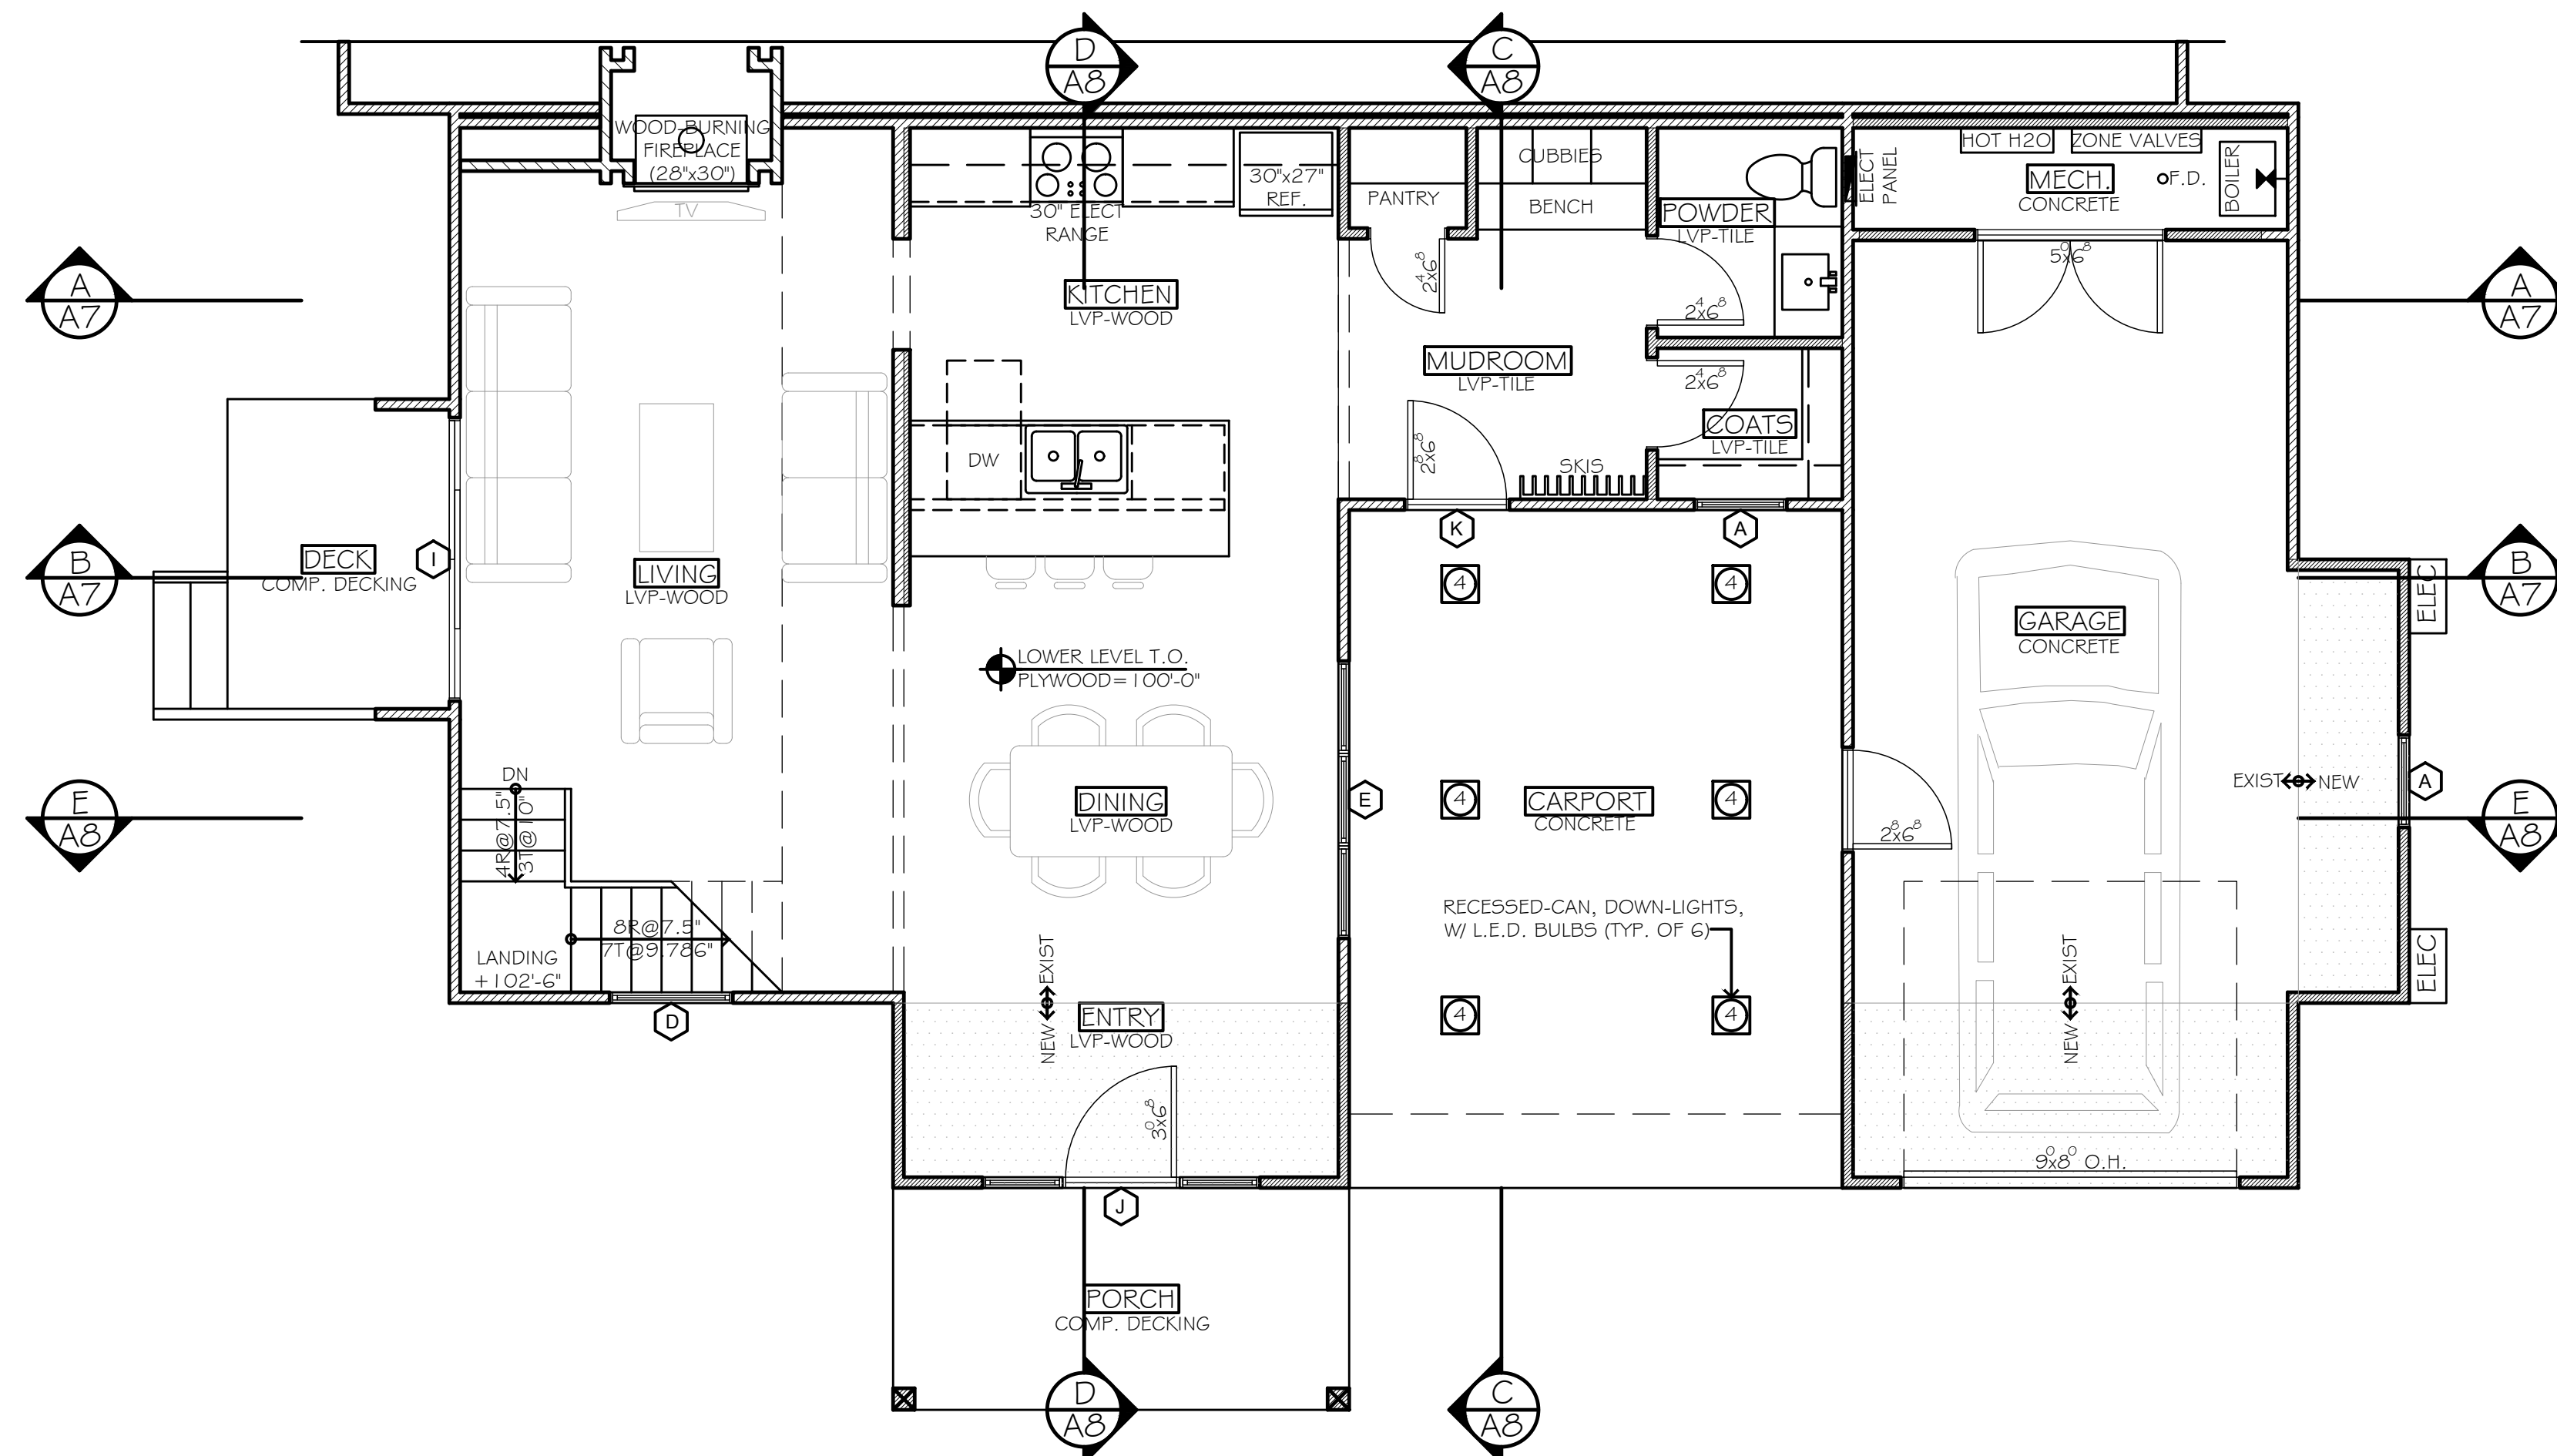 D
A8
C
A8
WOOD-BURNING
FIREPLACE
(28"x30")
TV
30" ELECT
RANGE
30"x27"
REF.
PANTRY
CUBBIES
BENCH
POWDER
LVP-TILE
ELECT
PANEL
HOT H2O
ZONE VALVES
MECH.
CONCRETE
F.D.
BOILER
5⁰x6⁸
A
A7
A
A7
KITCHEN
LVP-WOOD
2⁴x6⁸
2⁴x6⁸
MUDROOM
LVP-TILE
2⁴x6⁸
COATS
LVP-TILE
2⁸x6⁸
SKIS
DW
K
A
DECK
COMP. DECKING
I
B
A7
B
A7
LIVING
LVP-WOOD
4
4
GARAGE
CONCRETE
ELEC
LOWER LEVEL T.O.
PLYWOOD=100'-0"
DN
4R@7.5"
3T@10"
E
A8
E
A8
DINING
LVP-WOOD
E
4
CARPORT
CONCRETE
4
2⁸x6⁸
EXIST
NEW
A
RECESSED-CAN, DOWN-LIGHTS,
W/ L.E.D. BULBS (TYP. OF 6)
8R@7.5"
7T@9.786"
LANDING
+102'-6"
D
EXIST
NEW
ENTRY
LVP-WOOD
4
4
EXIST
NEW
ELEC
3⁰x6⁸
9⁰x8⁰ O.H.
J
PORCH
COMP. DECKING
D
A8
C
A8